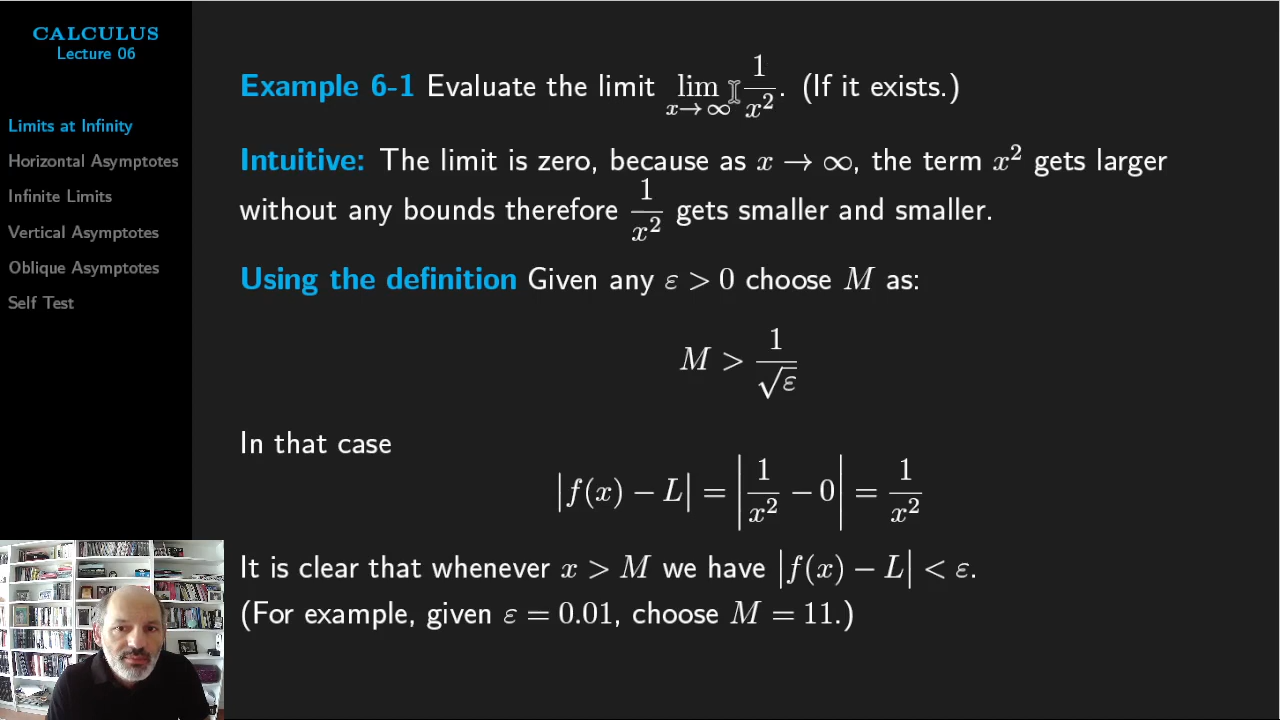 CALCULUS
Lecture 06
Limits at Infinity
Horizontal Asymptotes
Infinite Limits
Vertical Asymptotes
Oblique Asymptotes
Self Test
Example 6-1 Evaluate the limit lim x→∞ 1/x². (If it exists.)
Intuitive: The limit is zero, because as x → ∞, the term x² gets larger
without any bounds therefore 1/x² gets smaller and smaller.
Using the definition Given any ε > 0 choose M as:
M > 1/√ε
In that case
|f(x) − L| = |1/x² − 0| = 1/x²
It is clear that whenever x > M we have |f(x) − L| < ε.
(For example, given ε = 0.01, choose M = 11.)